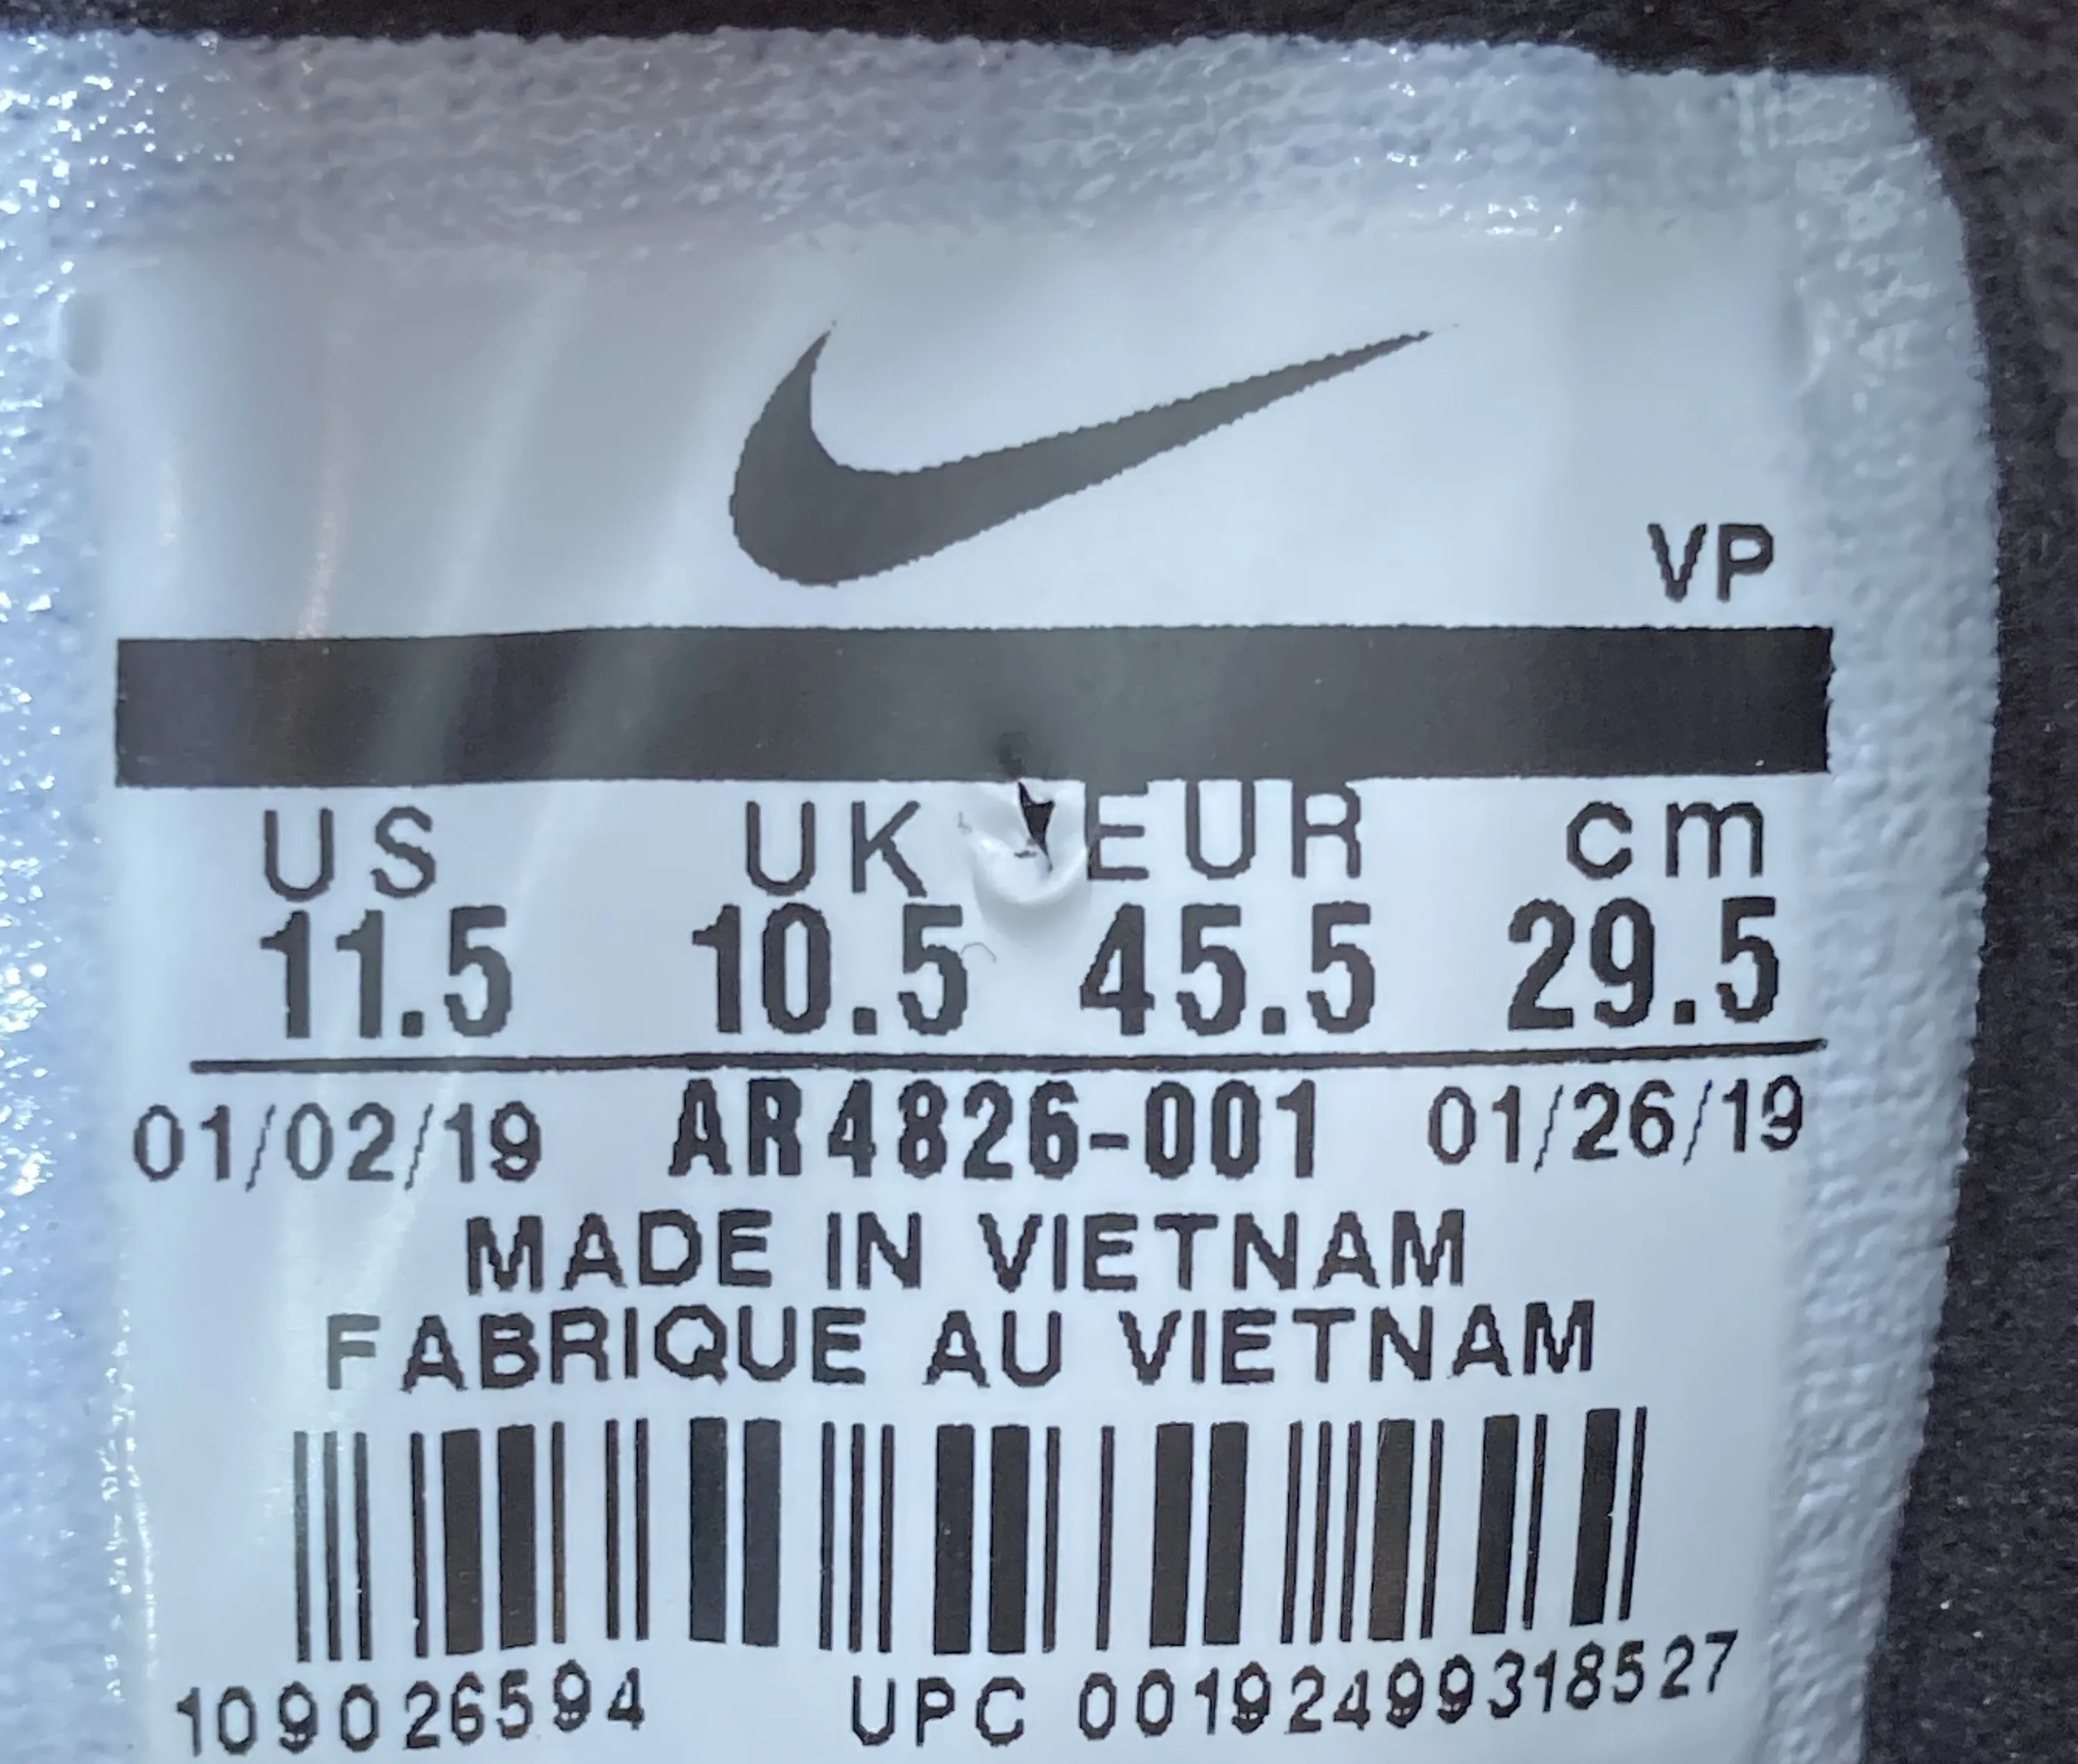 VP
US UK EUR cm
11.5 10.5 45.5 29.5
01/02/19 AR4826-001 01/26/19
MADE IN VIETNAM
FABRIQUE AU VIETNAM
109026594 UPC 00192499318527